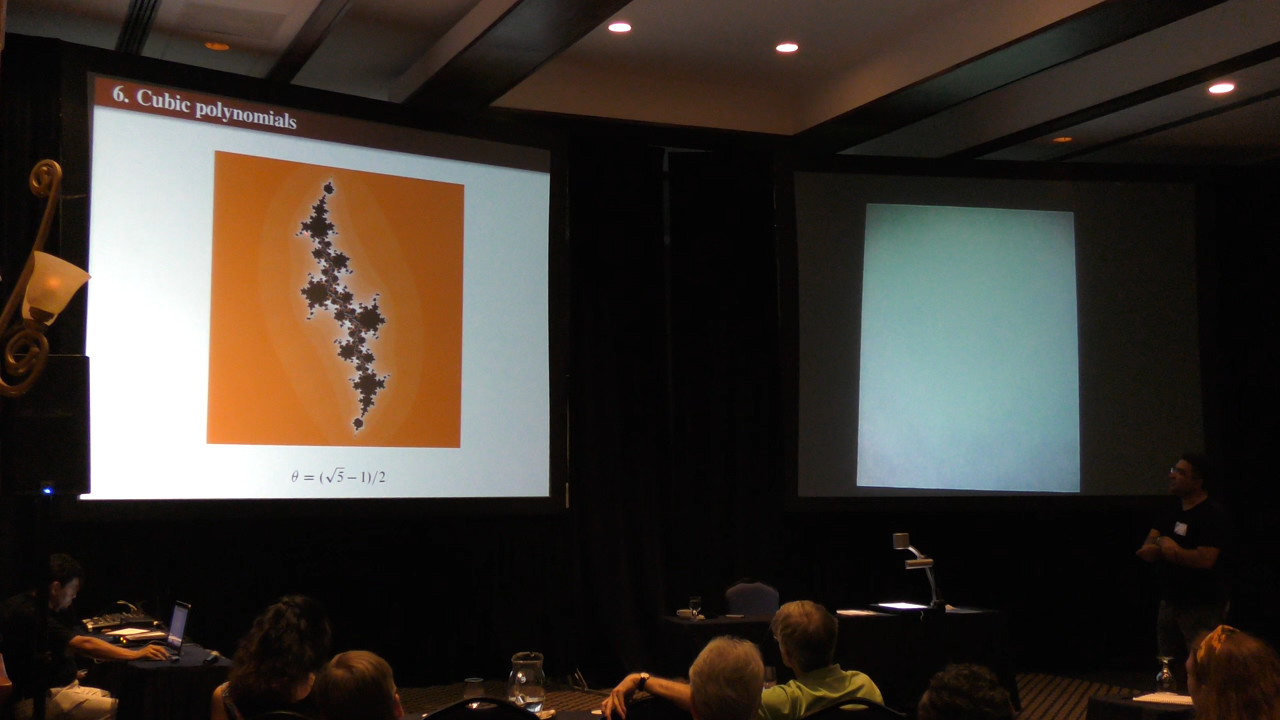 6. Cubic polynomials
θ = (√5 − 1)/2